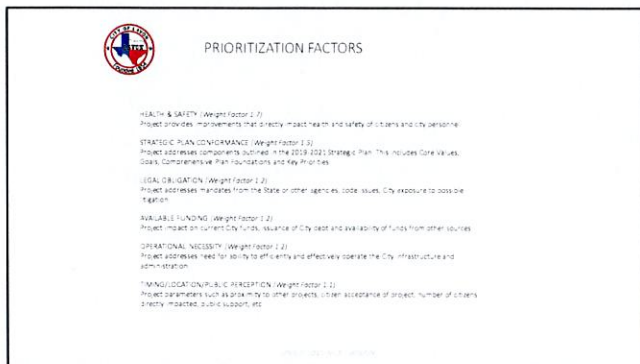 CITY OF LAVON
TEXAS
PRIORITIZATION FACTORS
HEALTH & SAFETY (Weight Factor 1.7)
Project provides improvements that directly impact health and safety of citizens and city personnel
STRATEGIC PLAN CONFORMANCE (Weight Factor 1.3)
Project addresses components outlined in the 2019-2021 Strategic Plan. This includes Core Values,
Goals, Comprehensive Plan Foundations and Key Priorities
LEGAL OBLIGATION (Weight Factor 1.2)
Project addresses mandates from the State or other agencies, code issues, City exposure to possible
litigation
AVAILABLE FUNDING (Weight Factor 1.2)
Project impact on current City funds, issuance of City debt and availability of funds from other sources
OPERATIONAL NECESSITY (Weight Factor 1.2)
Project addresses need for ability to efficiently and effectively operate the City infrastructure and
administration
TIMING/LOCATION/PUBLIC PERCEPTION (Weight Factor 1.1)
Project parameters such as proximity to other projects, citizen acceptance of project, number of citizens
directly impacted, public support, etc